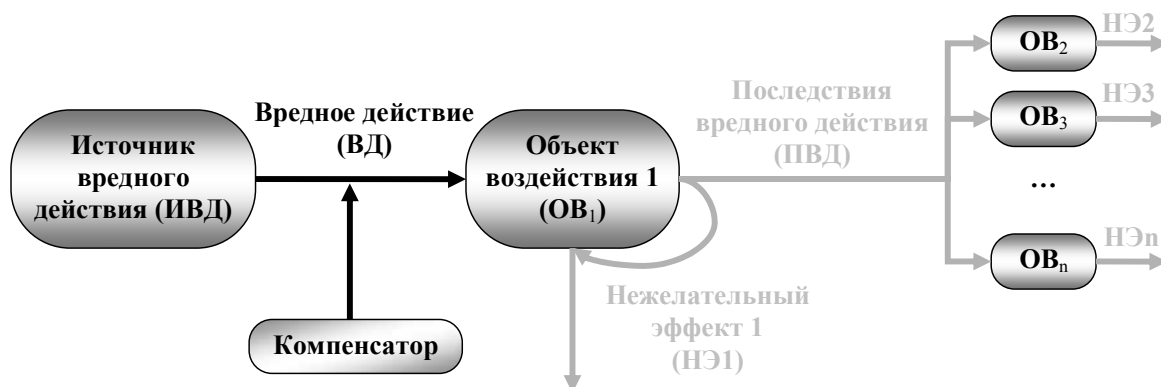 Источник
вредного
действия (ИВД)
Вредное действие
(ВД)
Компенсатор
Объект
воздействия 1
(ОВ1)
Нежелательный
эффект 1
(НЭ1)
Последствия
вредного действия
(ПВД)
ОВ2
НЭ2
ОВ3
НЭ3
...
ОВn
НЭn